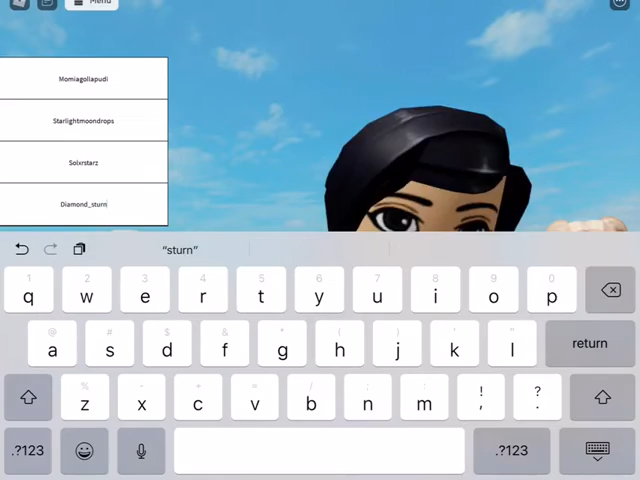 Menu
Momiagollapudi
Starlightmoondrops
Solxrstarz
Diamond_sturn
“sturn”
1 2 3 4 5 6 7 8 9 0
q w e r t y u i o p
@ # $ & * ( ) ' "
a s d f g h j k l return
% - + = / ; : ! ?
z x c v b n m , .
.?123 .?123